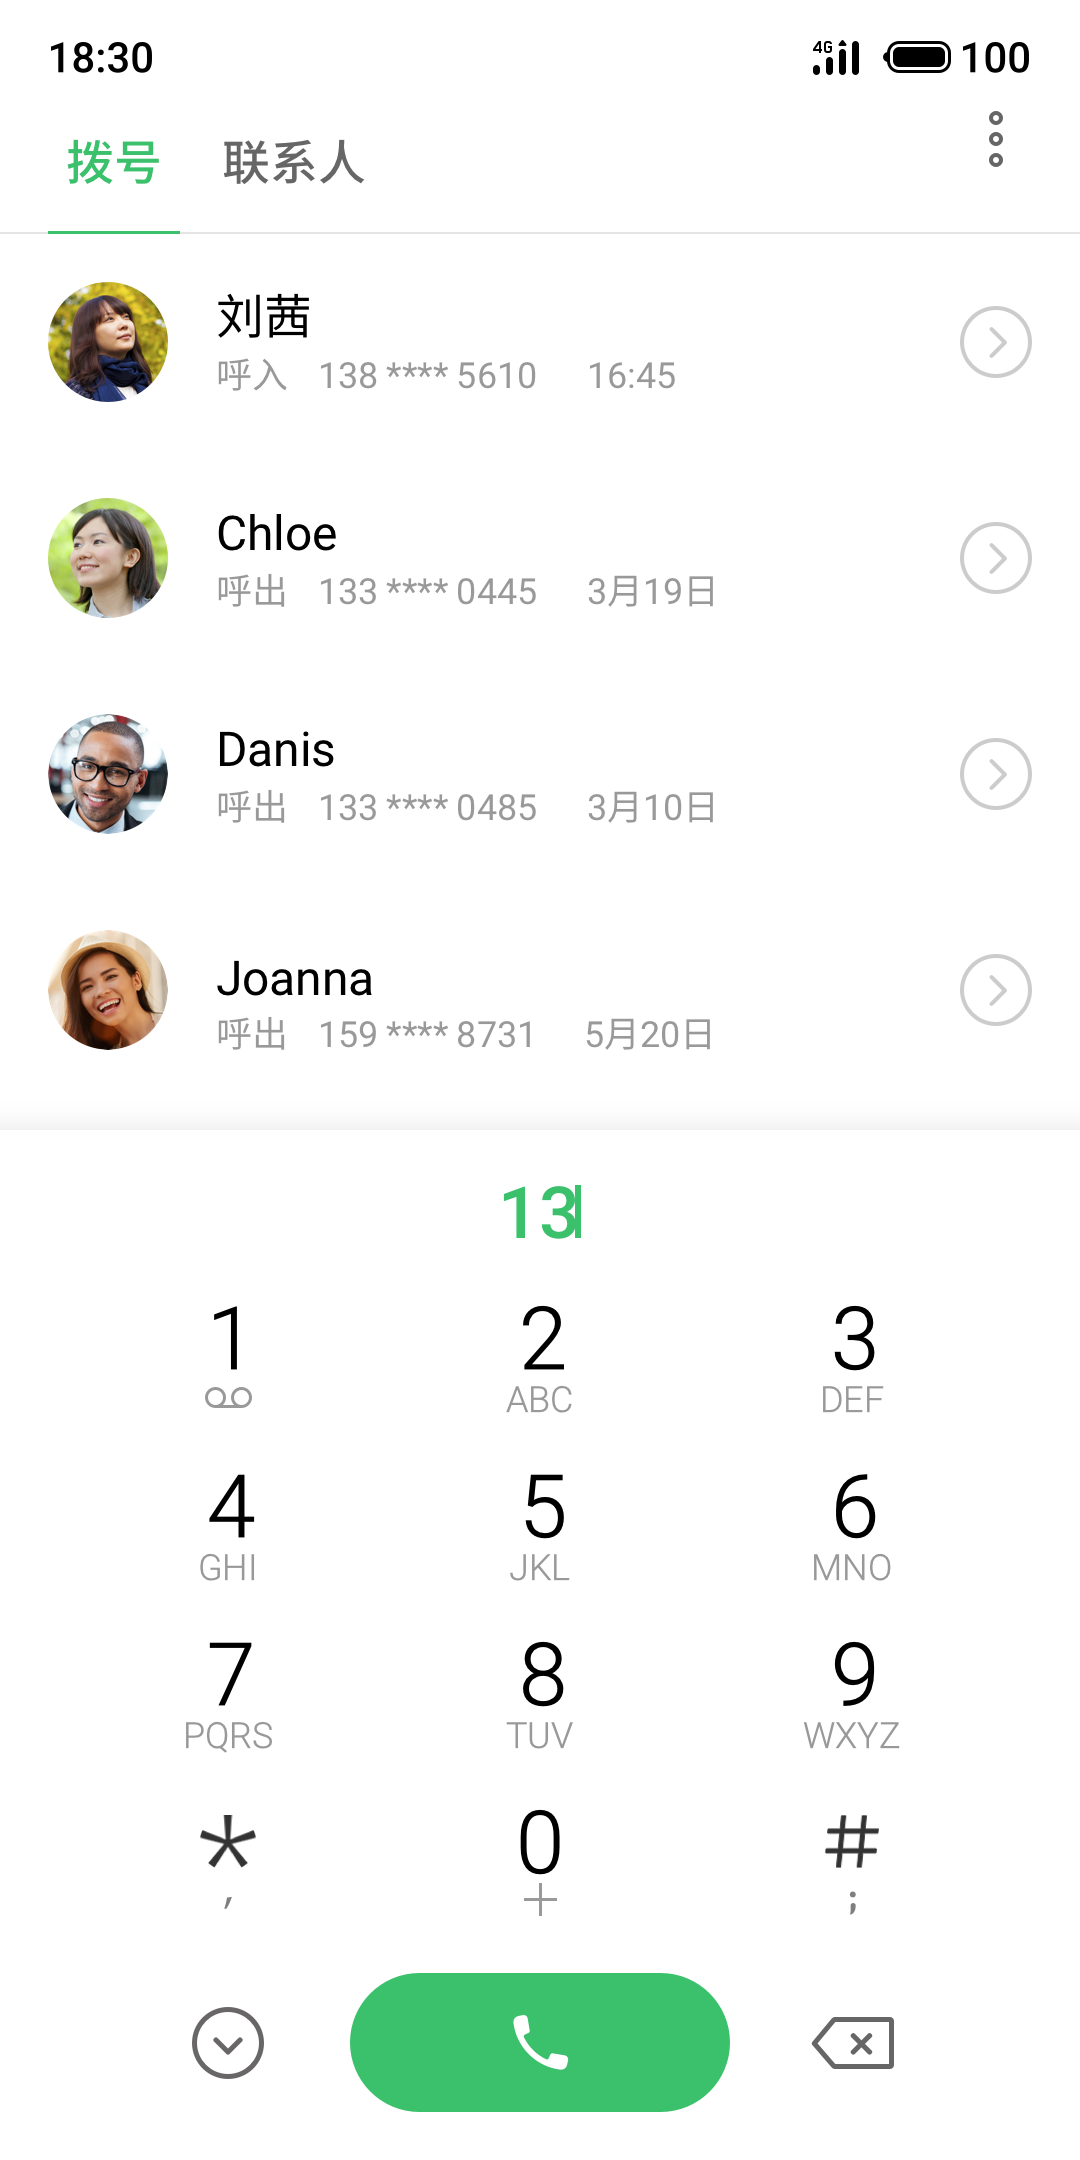 18:30 4G 100
拨号 联系人
刘茜
呼入 138 **** 5610 16:45
Chloe
呼出 133 **** 0445 3月19日
Danis
呼出 133 **** 0485 3月10日
Joanna
呼出 159 **** 8731 5月20日
13
1 2 3
ABC DEF
4 5 6
GHI JKL MNO
7 8 9
PQRS TUV WXYZ
* 0 #
, + ;